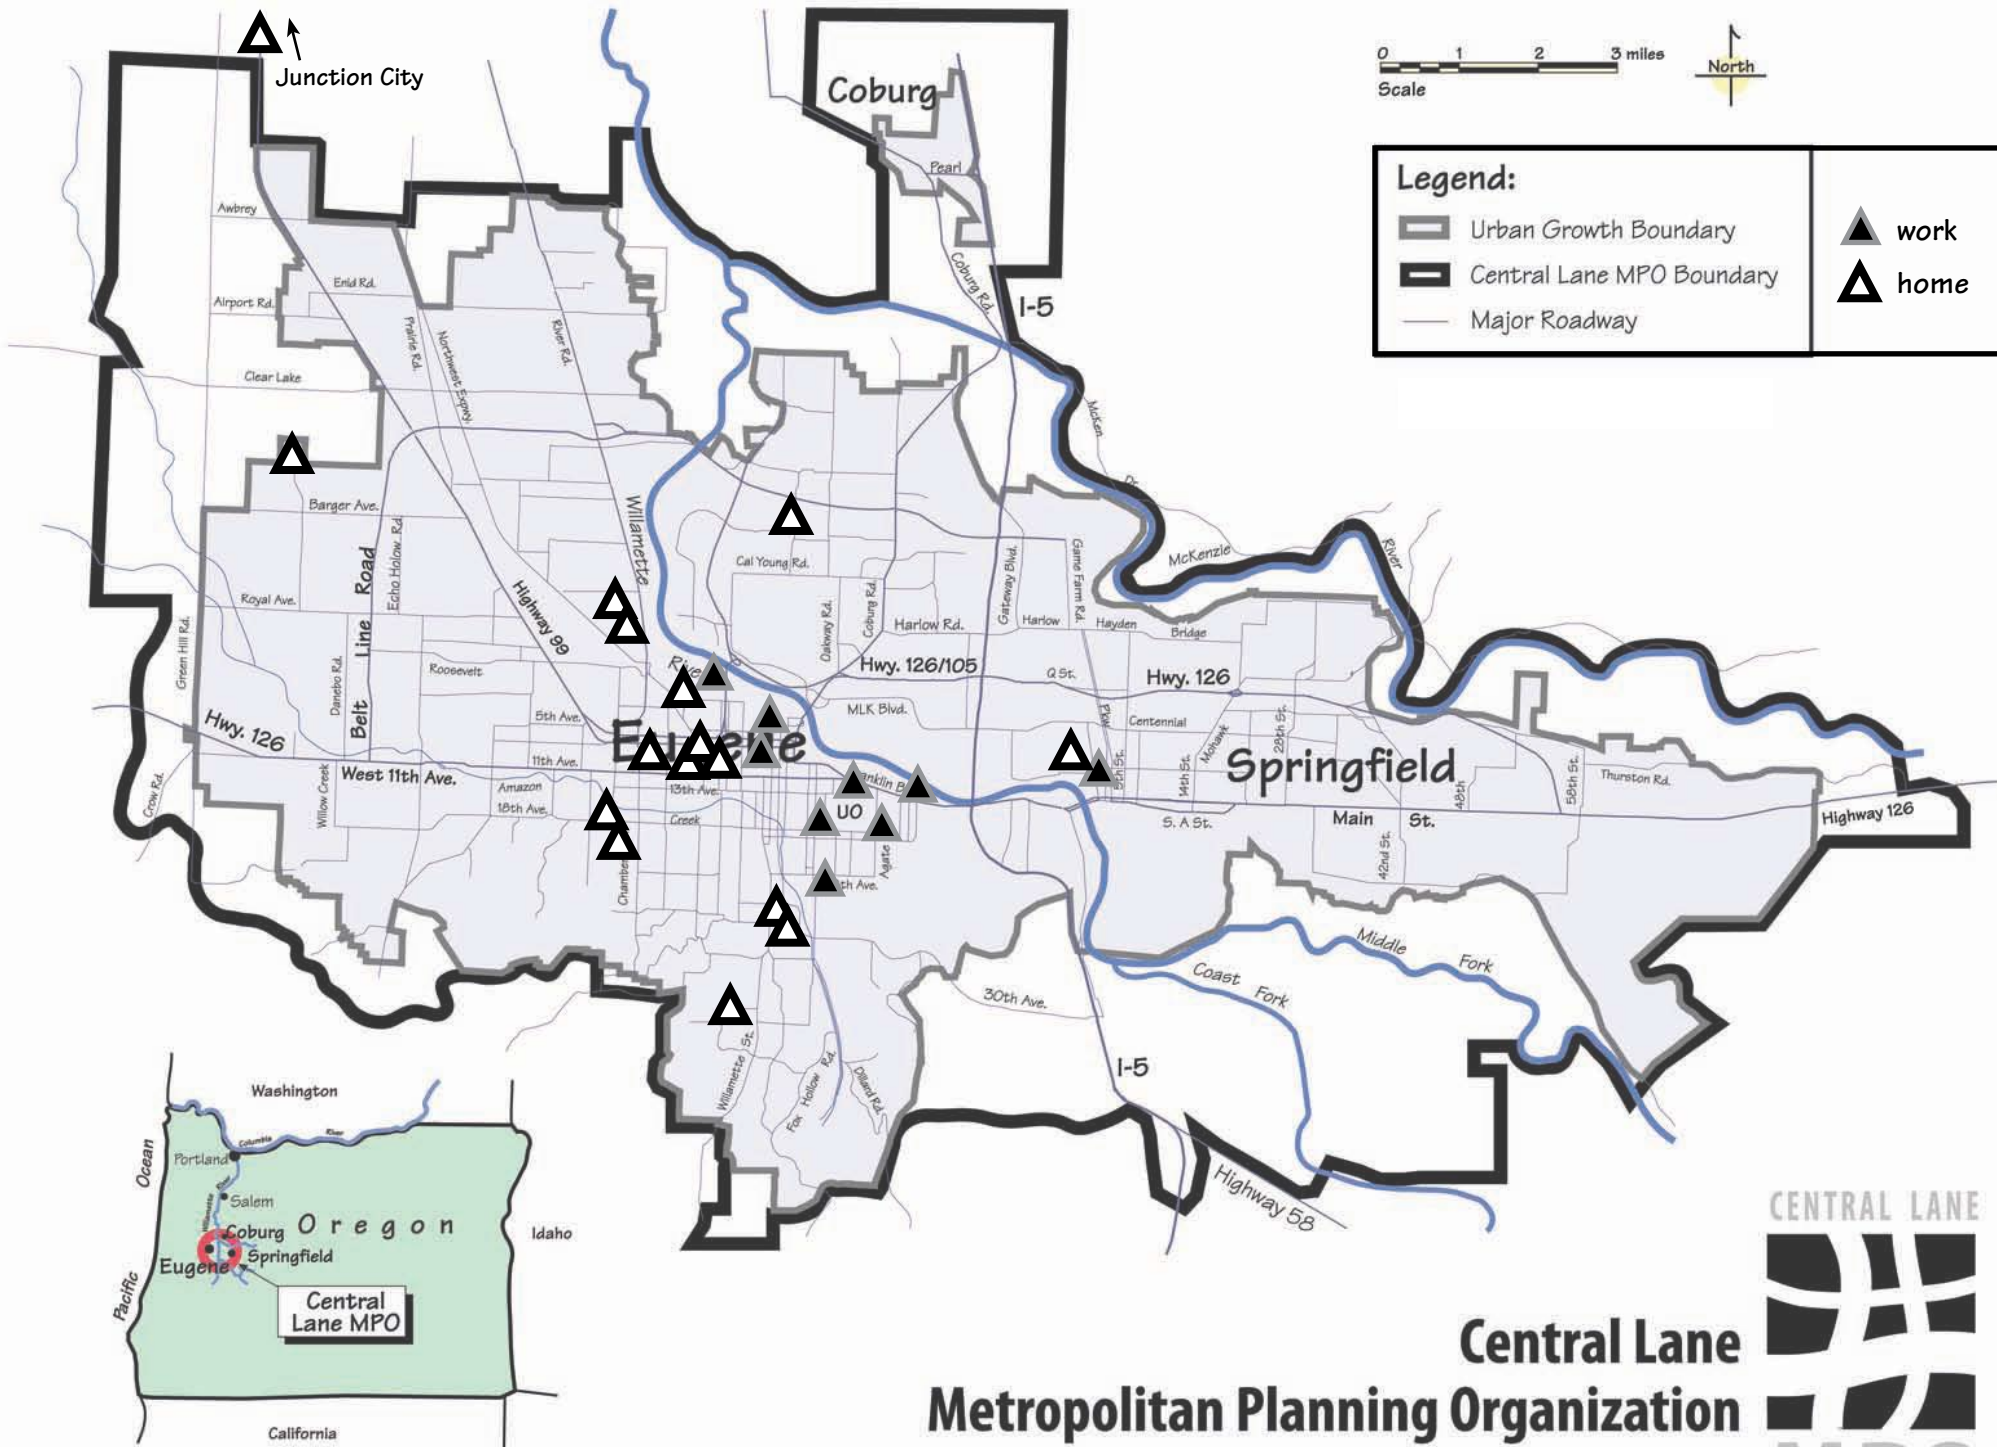 Junction City
Coburg
0 1 2 3 miles
Scale
North
Legend:
Urban Growth Boundary
Central Lane MPO Boundary
Major Roadway
work
home
Pearl
Awbrey
Coburg Rd.
I-5
Enid Rd.
Airport Rd.
Prairie Rd.
Northwest Expwy.
River Rd.
Clear Lake
McKen
Dr.
Barger Ave.
Willamette
Belt Line Road
Echo Hollow Rd.
Cal Young Rd.
Gateway Blvd.
Game Farm Rd.
McKenzie
River
Highway 99
Royal Ave.
Green Hill Rd.
Oakway Rd.
Coburg Rd.
Harlow Rd.
Harlow
Hayden
Bridge
Danebo Rd.
Roosevelt
Hwy. 126/105
Q St.
Hwy. 126
Hwy. 126
5th Ave.
MLK Blvd.
Centennial
Mohawk
28th St.
Eugene
Springfield
11th Ave.
West 11th Ave.
Crow Rd.
Willow Creek
Amazon
18th Ave.
13th Ave.
Creek
UO
5th St.
14th St.
48th
58th St.
Thurston Rd.
S. A St.
Main St.
42nd St.
Highway 126
Agate
th Ave.
Middle Fork
Coast Fork
30th Ave.
I-5
Willamette St.
Fox Hollow Rd.
Dillard Rd.
Highway 58
Washington
Columbia River
Pacific Ocean
Portland
Salem
Coburg
Oregon
Idaho
Eugene
Springfield
Central
Lane MPO
California
CENTRAL LANE
Central Lane
Metropolitan Planning Organization